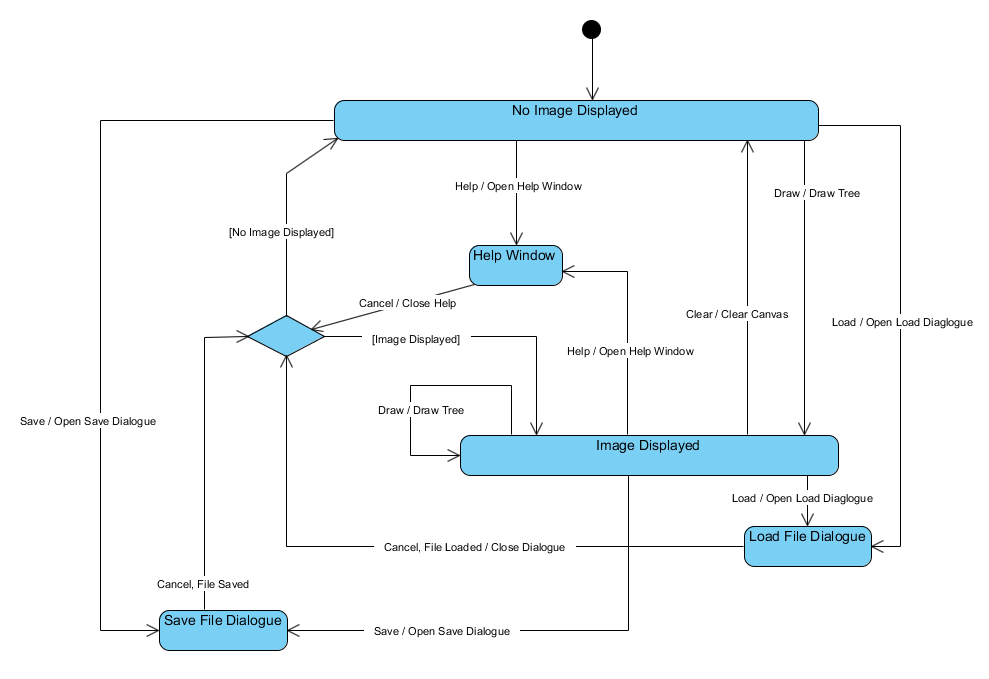 No Image Displayed
Help / Open Help Window
Draw / Draw Tree
[No Image Displayed]
Help Window
Cancel / Close Help
Clear / Clear Canvas
Load / Open Load Diaglogue
[Image Displayed]
Help / Open Help Window
Draw / Draw Tree
Save / Open Save Dialogue
Image Displayed
Load / Open Load Diaglogue
Load File Dialogue
Cancel, File Loaded / Close Dialogue
Cancel, File Saved
Save File Dialogue
Save / Open Save Dialogue